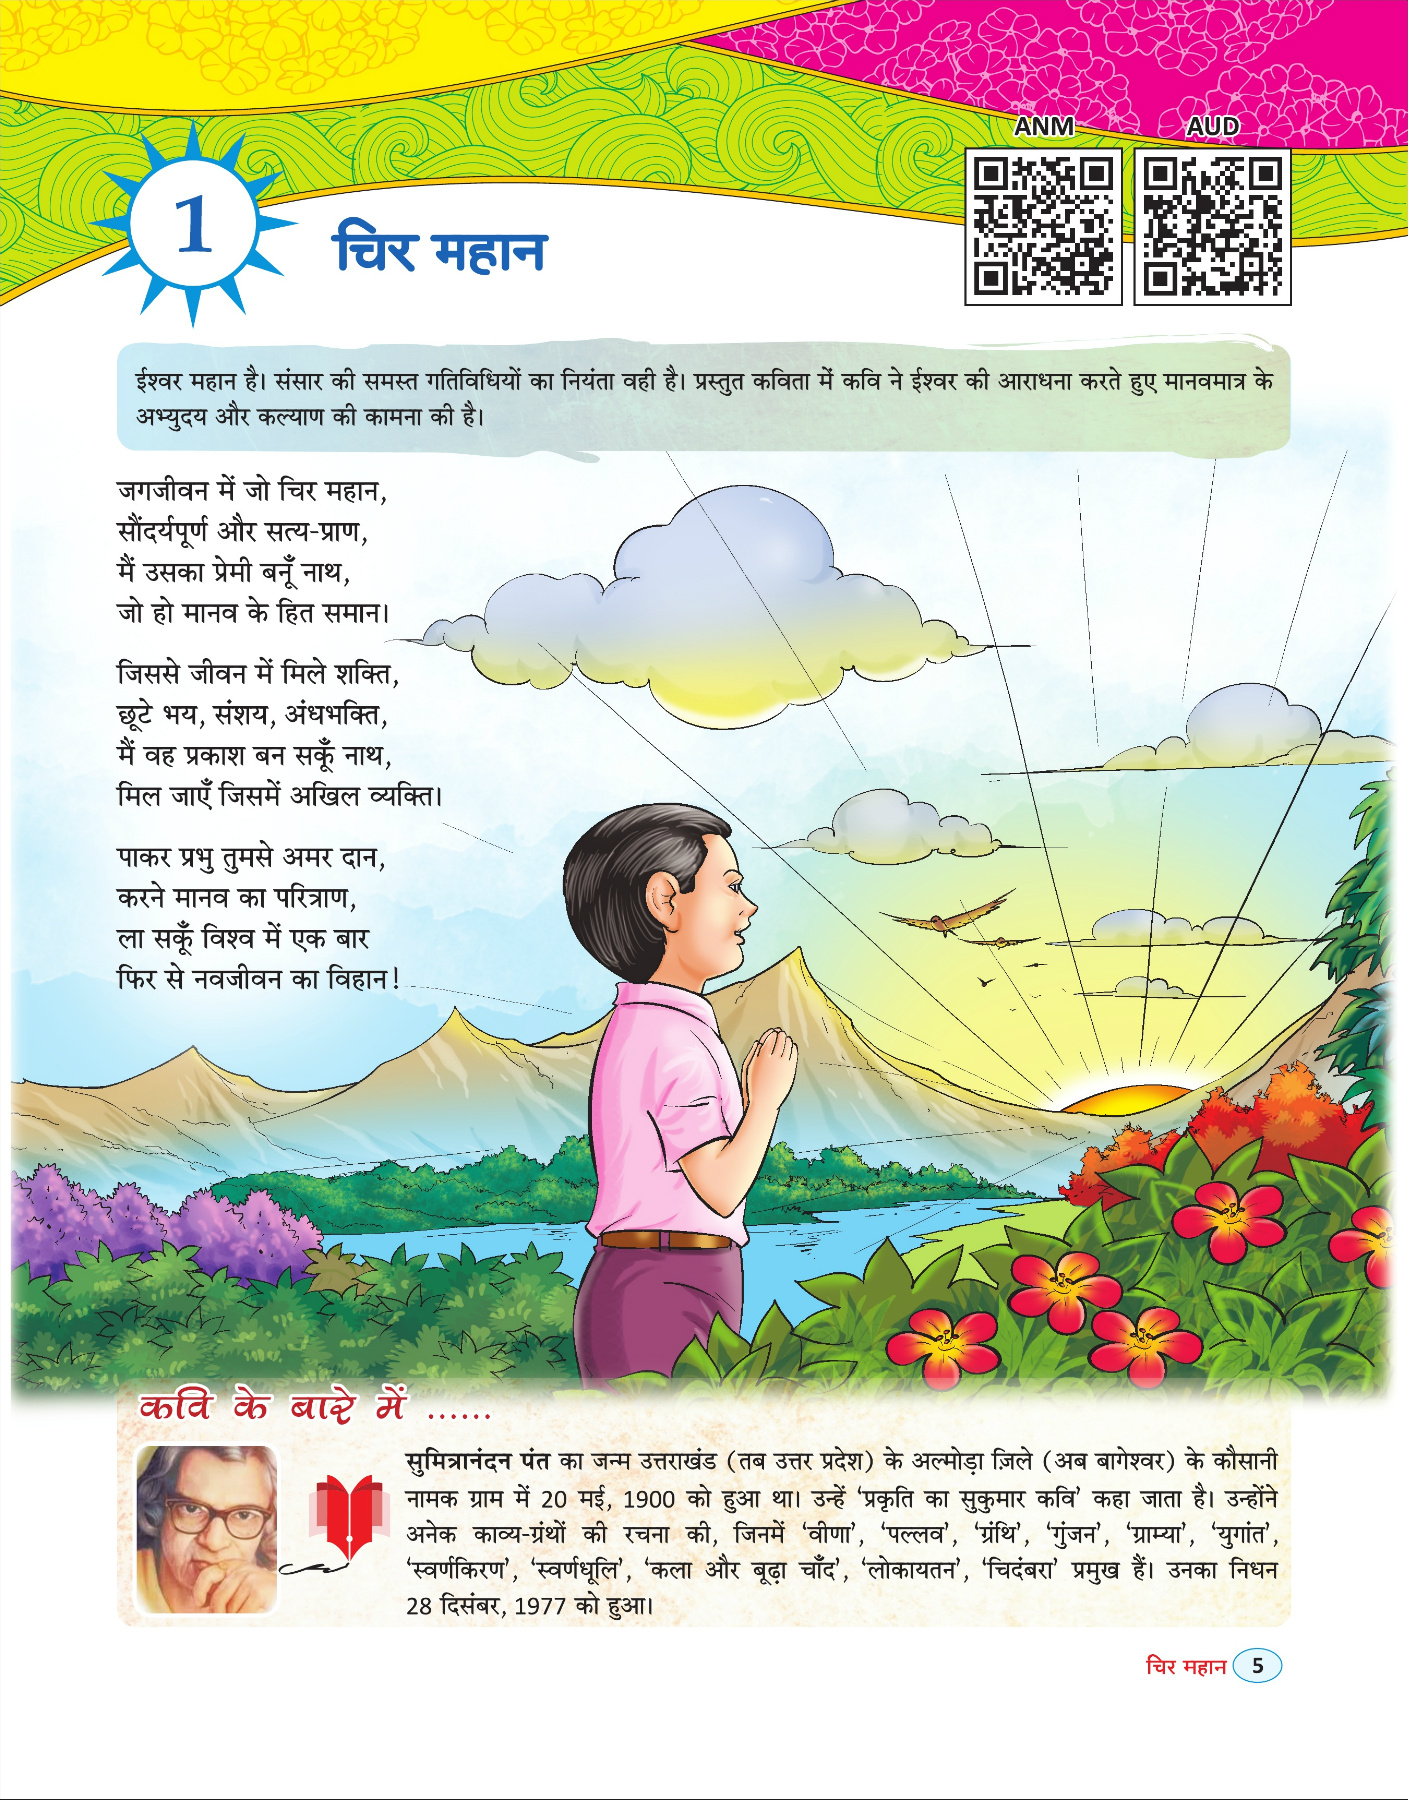 ANM
AUD
1
चिर महान
ईश्वर महान है। संसार की समस्त गतिविधियों का नियंता वही है। प्रस्तुत कविता में कवि ने ईश्वर की आराधना करते हुए मानवमात्र के
अभ्युदय और कल्याण की कामना की है।
जगजीवन में जो चिर महान,
सौंदर्यपूर्ण और सत्य-प्राण,
मैं उसका प्रेमी बनूँ नाथ,
जो हो मानव के हित समान।
जिससे जीवन में मिले शक्ति,
छूटे भय, संशय, अंधभक्ति,
मैं वह प्रकाश बन सकूँ नाथ,
मिल जाएँ जिसमें अखिल व्यक्ति।
पाकर प्रभु तुमसे अमर दान,
करने मानव का परित्राण,
ला सकूँ विश्व में एक बार
फिर से नवजीवन का विहान!
कवि के बारे में ......
सुमित्रानंदन पंत का जन्म उत्तराखंड (तब उत्तर प्रदेश) के अल्मोड़ा ज़िले (अब बागेश्वर) के कौसानी
नामक ग्राम में 20 मई, 1900 को हुआ था। उन्हें ‘प्रकृति का सुकुमार कवि’ कहा जाता है। उन्होंने
अनेक काव्य-ग्रंथों की रचना की, जिनमें ‘वीणा’, ‘पल्लव’, ‘ग्रंथि’, ‘गुंजन’, ‘ग्राम्या’, ‘युगांत’,
‘स्वर्णकिरण’, ‘स्वर्णधूलि’, ‘कला और बूढ़ा चाँद’, ‘लोकायतन’, ‘चिदंबरा’ प्रमुख हैं। उनका निधन
28 दिसंबर, 1977 को हुआ।
चिर महान 5